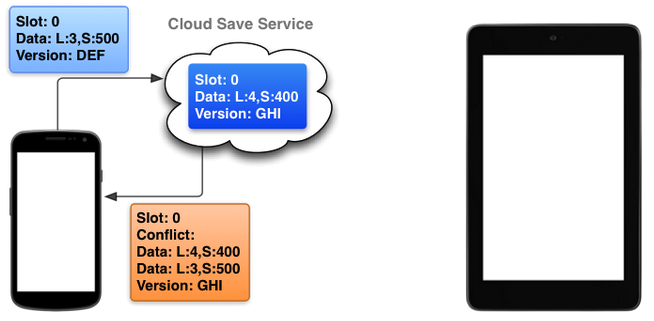 Slot: 0
Data: L:3,S:500
Version: DEF
Cloud Save Service
Slot: 0
Data: L:4,S:400
Version: GHI
Slot: 0
Conflict:
Data: L:4,S:400
Data: L:3,S:500
Version: GHI